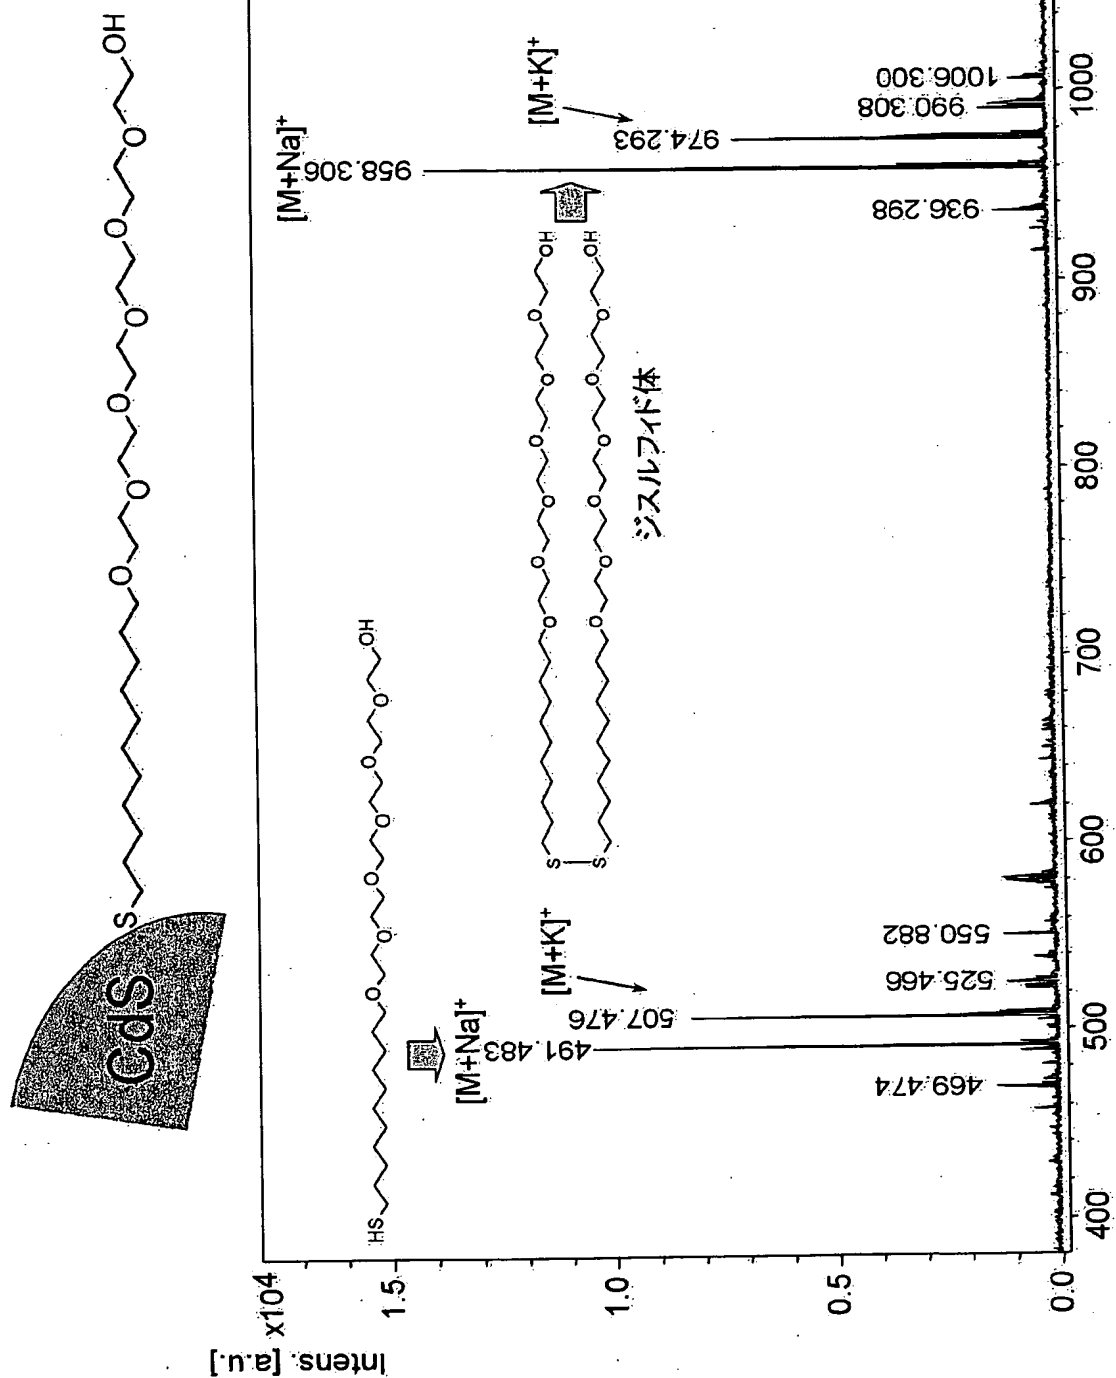 CdS
S
O
O
O
O
O
O
OH
Intens. [a.u.]
x104
1.5
1.0
0.5
0.0
HS
O
O
O
O
O
O
OH
[M+Na]+
491.483
[M+K]+
507.476
469.474
525.466
550.882
S
S
O
O
O
O
O
O
OH
O
O
O
O
O
O
OH
ジスルフィド体
[M+Na]+
958.306
[M+K]+
974.293
936.298
990.308
1006.300
400
500
600
700
800
900
1000